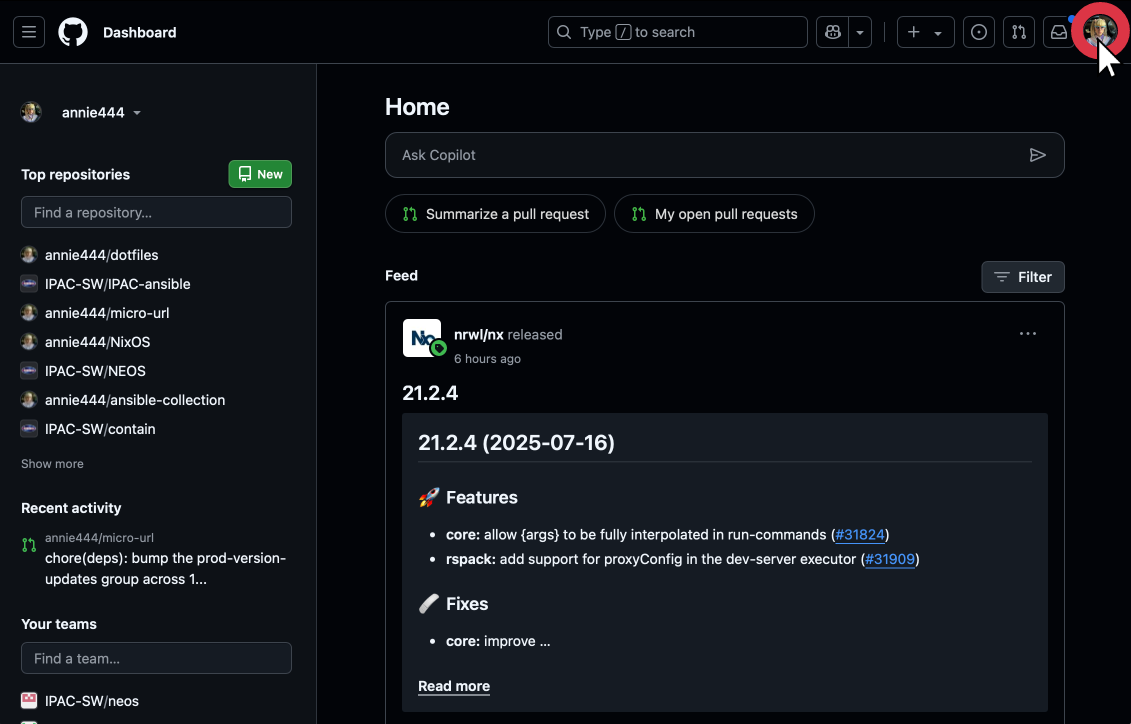 Dashboard
Type / to search
annie444
Top repositories
New
Find a repository...
annie444/dotfiles
IPAC-SW/IPAC-ansible
annie444/micro-url
annie444/NixOS
IPAC-SW/NEOS
annie444/ansible-collection
IPAC-SW/contain
Show more
Recent activity
annie444/micro-url
chore(deps): bump the prod-version-
updates group across 1...
Your teams
Find a team...
IPAC-SW/neos
Home
Ask Copilot
Summarize a pull request
My open pull requests
Feed
Filter
Nx
nrwl/nx released
6 hours ago
21.2.4
21.2.4 (2025-07-16)
🚀 Features
• core: allow {args} to be fully interpolated in run-commands (#31824)
• rspack: add support for proxyConfig in the dev-server executor (#31909)
🩹 Fixes
• core: improve ...
Read more